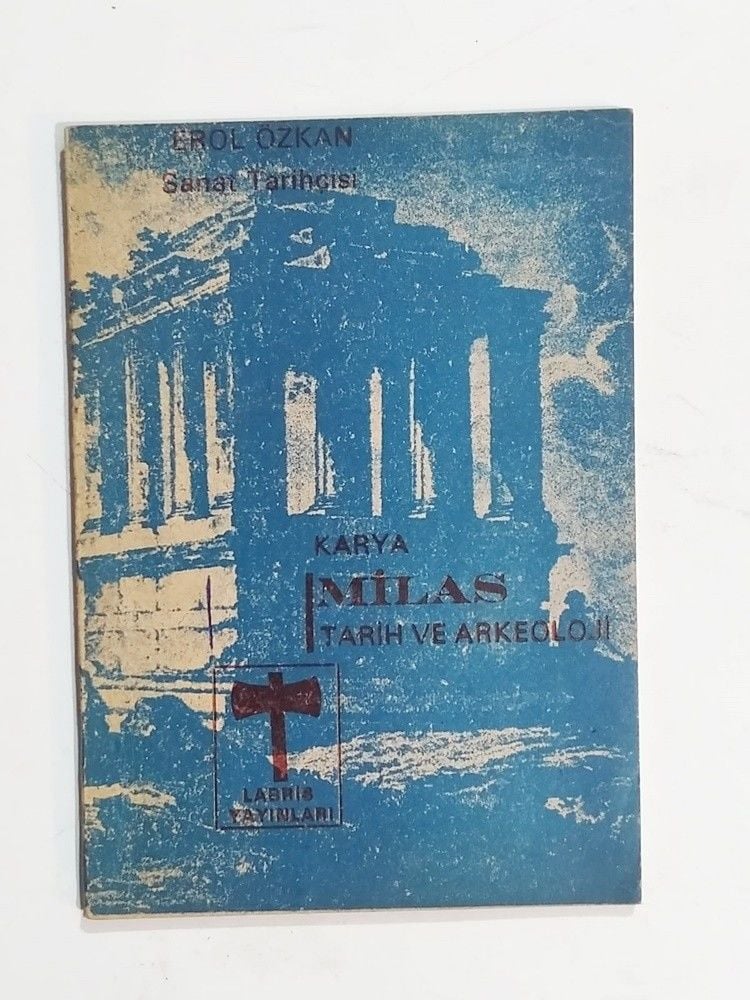 EROL ÖZKAN
Sanat Tarihçisi
KARYA
MİLAS
TARİH VE ARKEOLOJİ
LABRİS
YAYINLARI